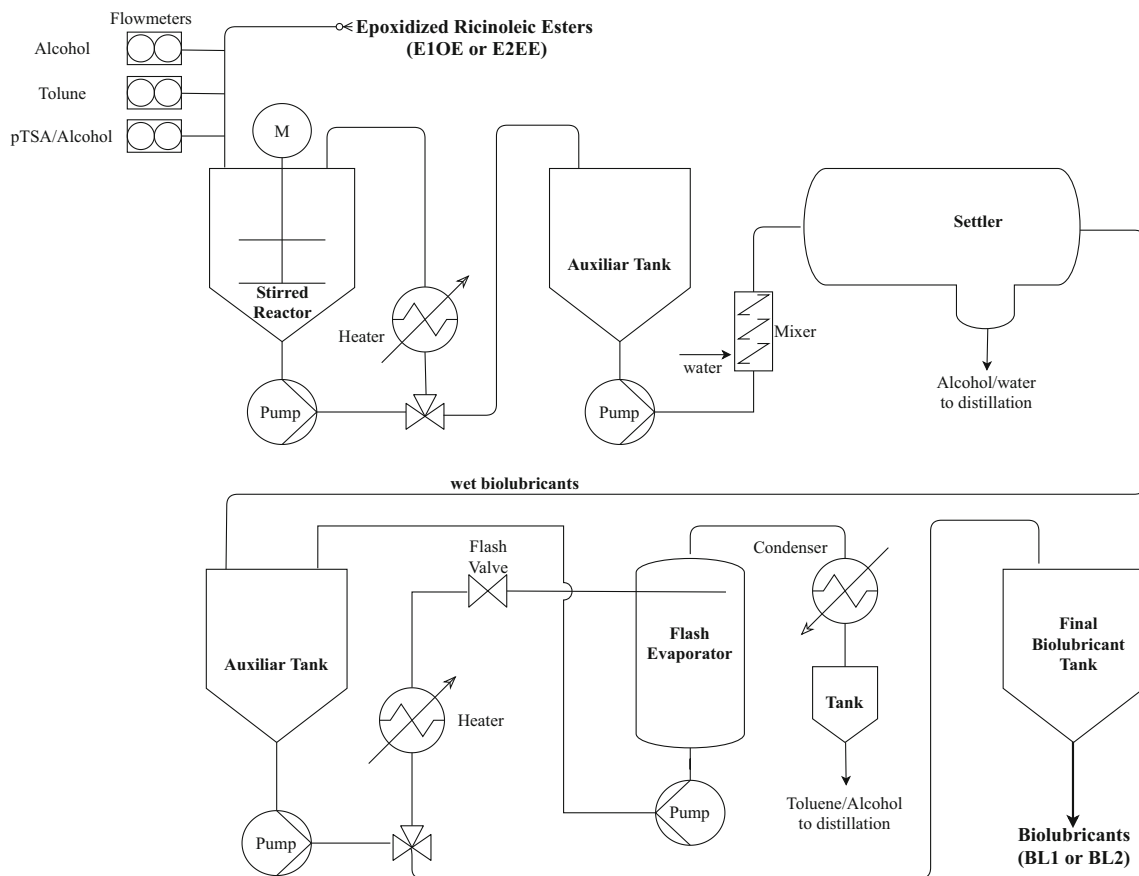 Flowmeters
Alcohol
Tolune
pTSA/Alcohol
Epoxidized Ricinoleic Esters
(E1OE or E2EE)
M
Stirred
Reactor
Heater
Pump
Auxiliar Tank
Pump
water
Mixer
Settler
Alcohol/water
to distillation
wet biolubricants
Auxiliar Tank
Pump
Heater
Flash
Valve
Flash
Evaporator
Pump
Condenser
Tank
Toluene/Alcohol
to distillation
Final
Biolubricant
Tank
Biolubricants
(BL1 or BL2)